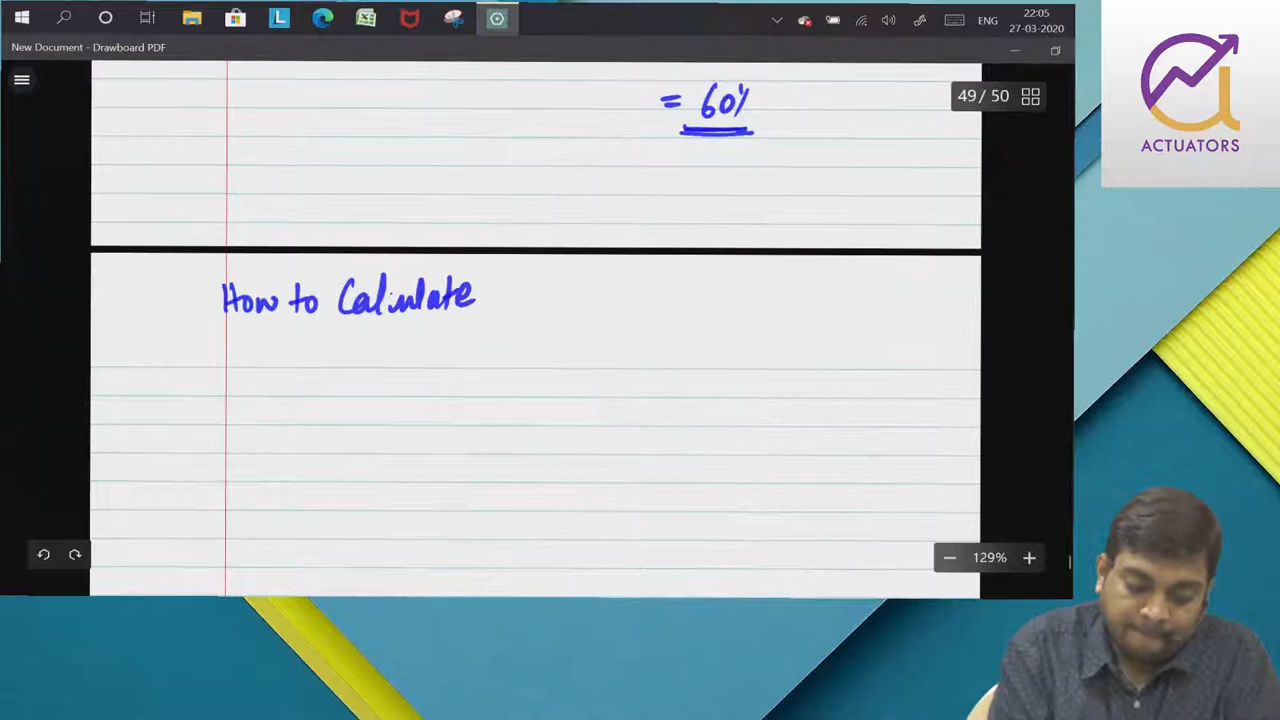 22:05
ENG
27-03-2020
New Document - Drawboard PDF
= 60%
49 / 50
ACTUATORS
How to Calculate
129%